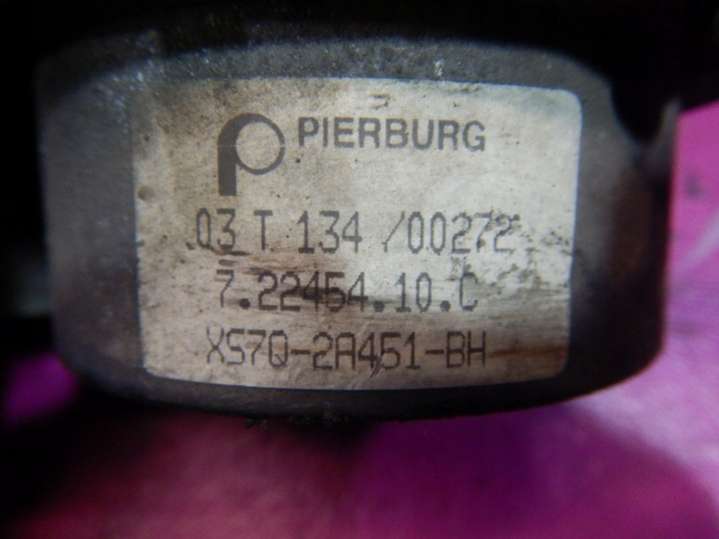 PIERBURG
03 T 134 /00272
7.22454.10.C
XS7Q-2A451-BH